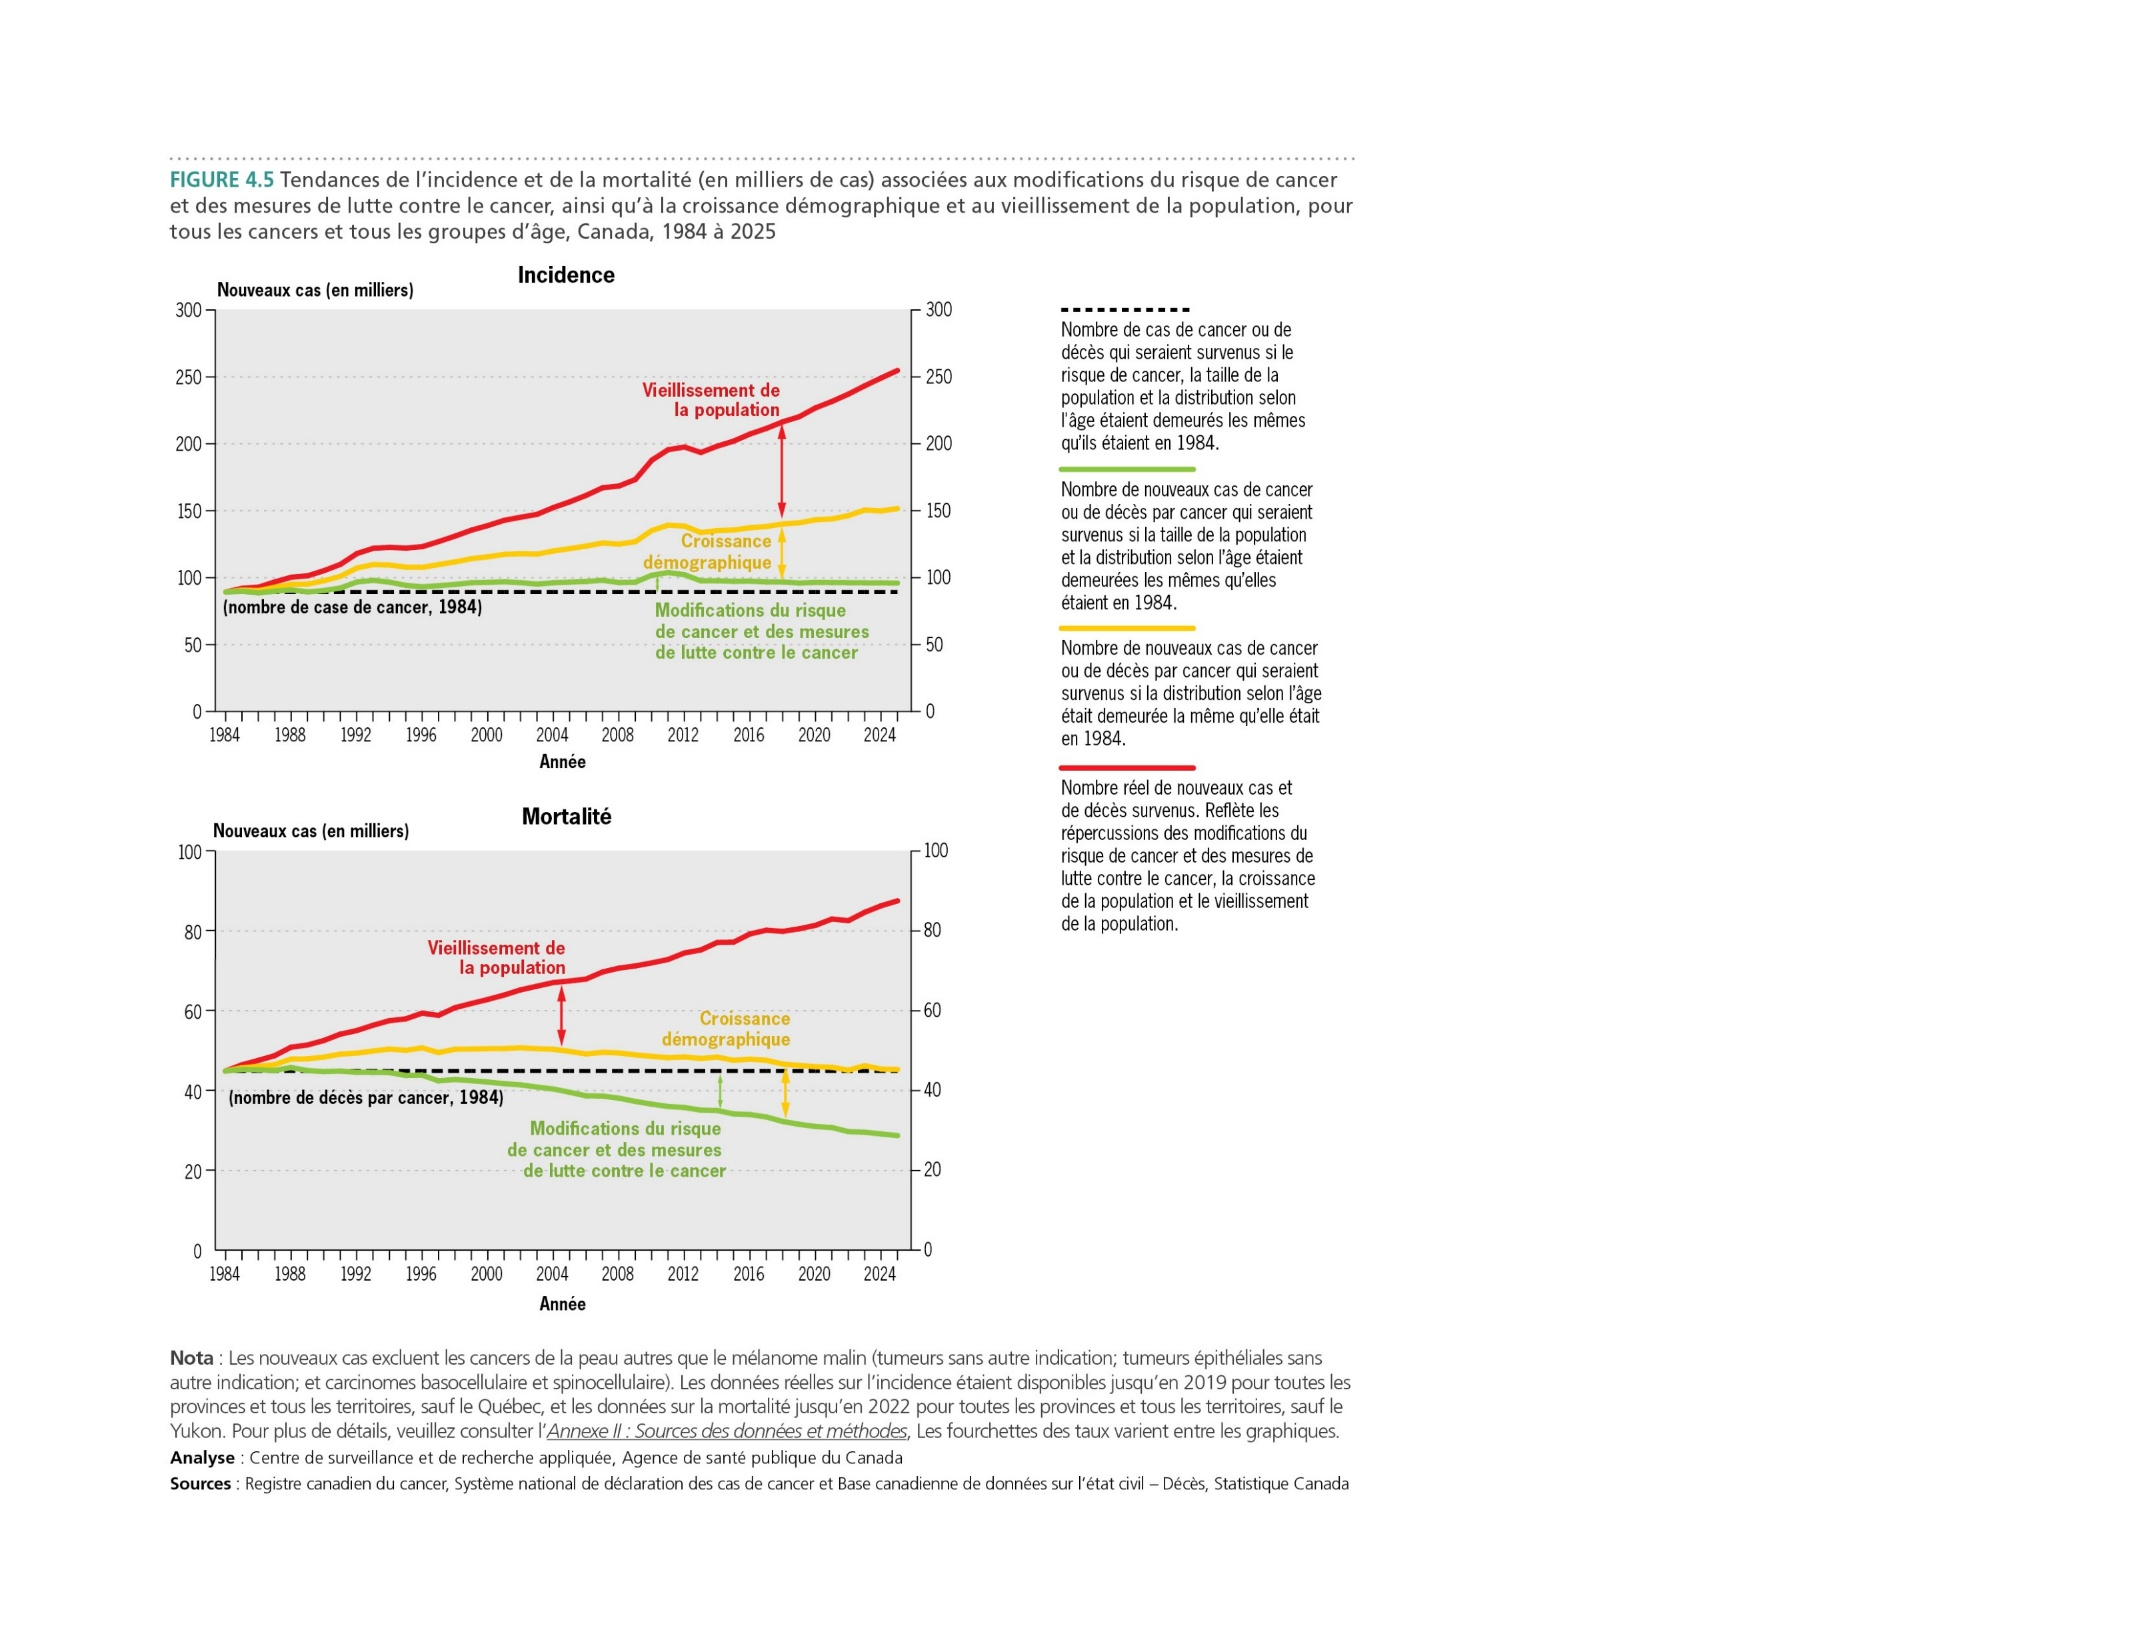 FIGURE 4.5 Tendances de l’incidence et de la mortalité (en milliers de cas) associées aux modifications du risque de cancer
et des mesures de lutte contre le cancer, ainsi qu’à la croissance démographique et au vieillissement de la population, pour
tous les cancers et tous les groupes d’âge, Canada, 1984 à 2025
Incidence
Nouveaux cas (en milliers)
300 300
250 250
Vieillissement de
la population
200 200
150 150
Croissance
démographique
100 100
(nombre de case de cancer, 1984)
Modifications du risque
de cancer et des mesures
50 50
de lutte contre le cancer
0 0
1984 1988 1992 1996 2000 2004 2008 2012 2016 2020 2024
Année
Mortalité
Nouveaux cas (en milliers)
100 100
80 80
Vieillissement de
la population
60 60
Croissance
démographique
40 40
(nombre de décès par cancer, 1984)
Modifications du risque
de cancer et des mesures
20 20
de lutte contre le cancer
0 0
1984 1988 1992 1996 2000 2004 2008 2012 2016 2020 2024
Année
Nombre de cas de cancer ou de
décès qui seraient survenus si le
risque de cancer, la taille de la
population et la distribution selon
l'âge étaient demeurés les mêmes
qu’ils étaient en 1984.
Nombre de nouveaux cas de cancer
ou de décès par cancer qui seraient
survenus si la taille de la population
et la distribution selon l’âge étaient
demeurées les mêmes qu’elles
étaient en 1984.
Nombre de nouveaux cas de cancer
ou de décès par cancer qui seraient
survenus si la distribution selon l’âge
était demeurée la même qu’elle était
en 1984.
Nombre réel de nouveaux cas et
de décès survenus. Reflète les
répercussions des modifications du
risque de cancer et des mesures de
lutte contre le cancer, la croissance
de la population et le vieillissement
de la population.
Nota : Les nouveaux cas excluent les cancers de la peau autres que le mélanome malin (tumeurs sans autre indication; tumeurs épithéliales sans
autre indication; et carcinomes basocellulaire et spinocellulaire). Les données réelles sur l’incidence étaient disponibles jusqu’en 2019 pour toutes les
provinces et tous les territoires, sauf le Québec, et les données sur la mortalité jusqu’en 2022 pour toutes les provinces et tous les territoires, sauf le
Yukon. Pour plus de détails, veuillez consulter l’Annexe II : Sources des données et méthodes, Les fourchettes des taux varient entre les graphiques.
Analyse : Centre de surveillance et de recherche appliquée, Agence de santé publique du Canada
Sources : Registre canadien du cancer, Système national de déclaration des cas de cancer et Base canadienne de données sur l’état civil – Décès, Statistique Canada